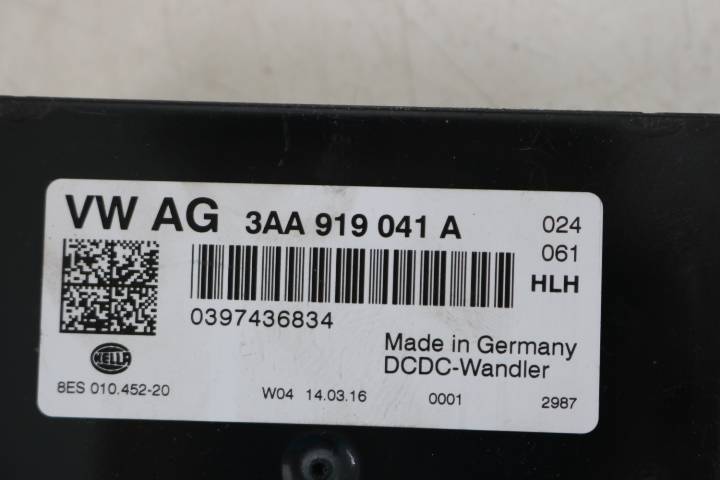 VW AG 3AA 919 041 A 024
061
HLH
0397436834
Made in Germany
DCDC-Wandler
HELLA
8ES 010.452-20 W04 14.03.16 0001 2987